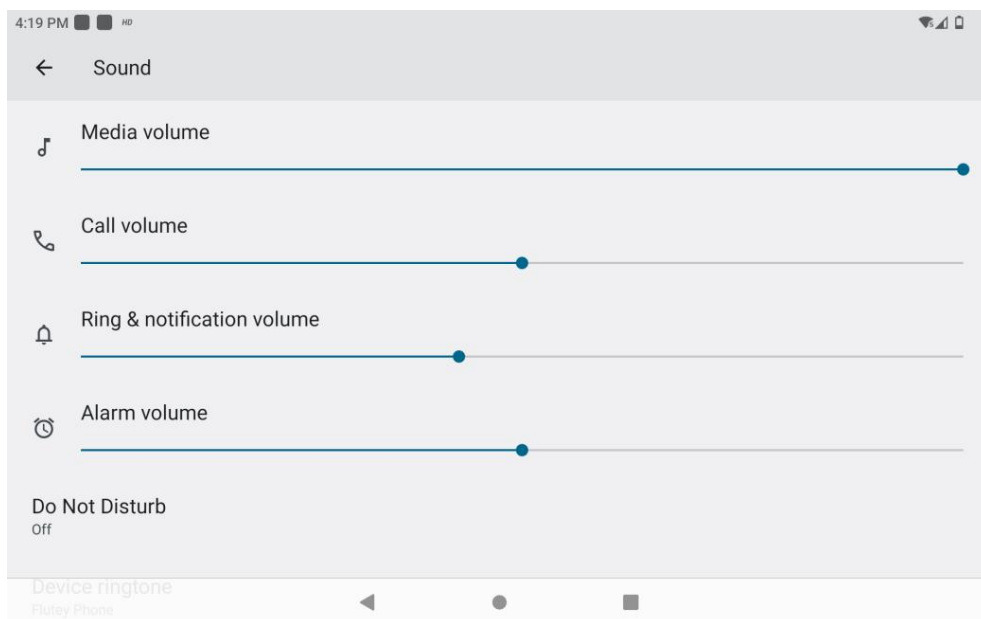 4:19 PM HD
Sound
Media volume
Call volume
Ring & notification volume
Alarm volume
Do Not Disturb
Off
Device ringtone
Flutey Phone